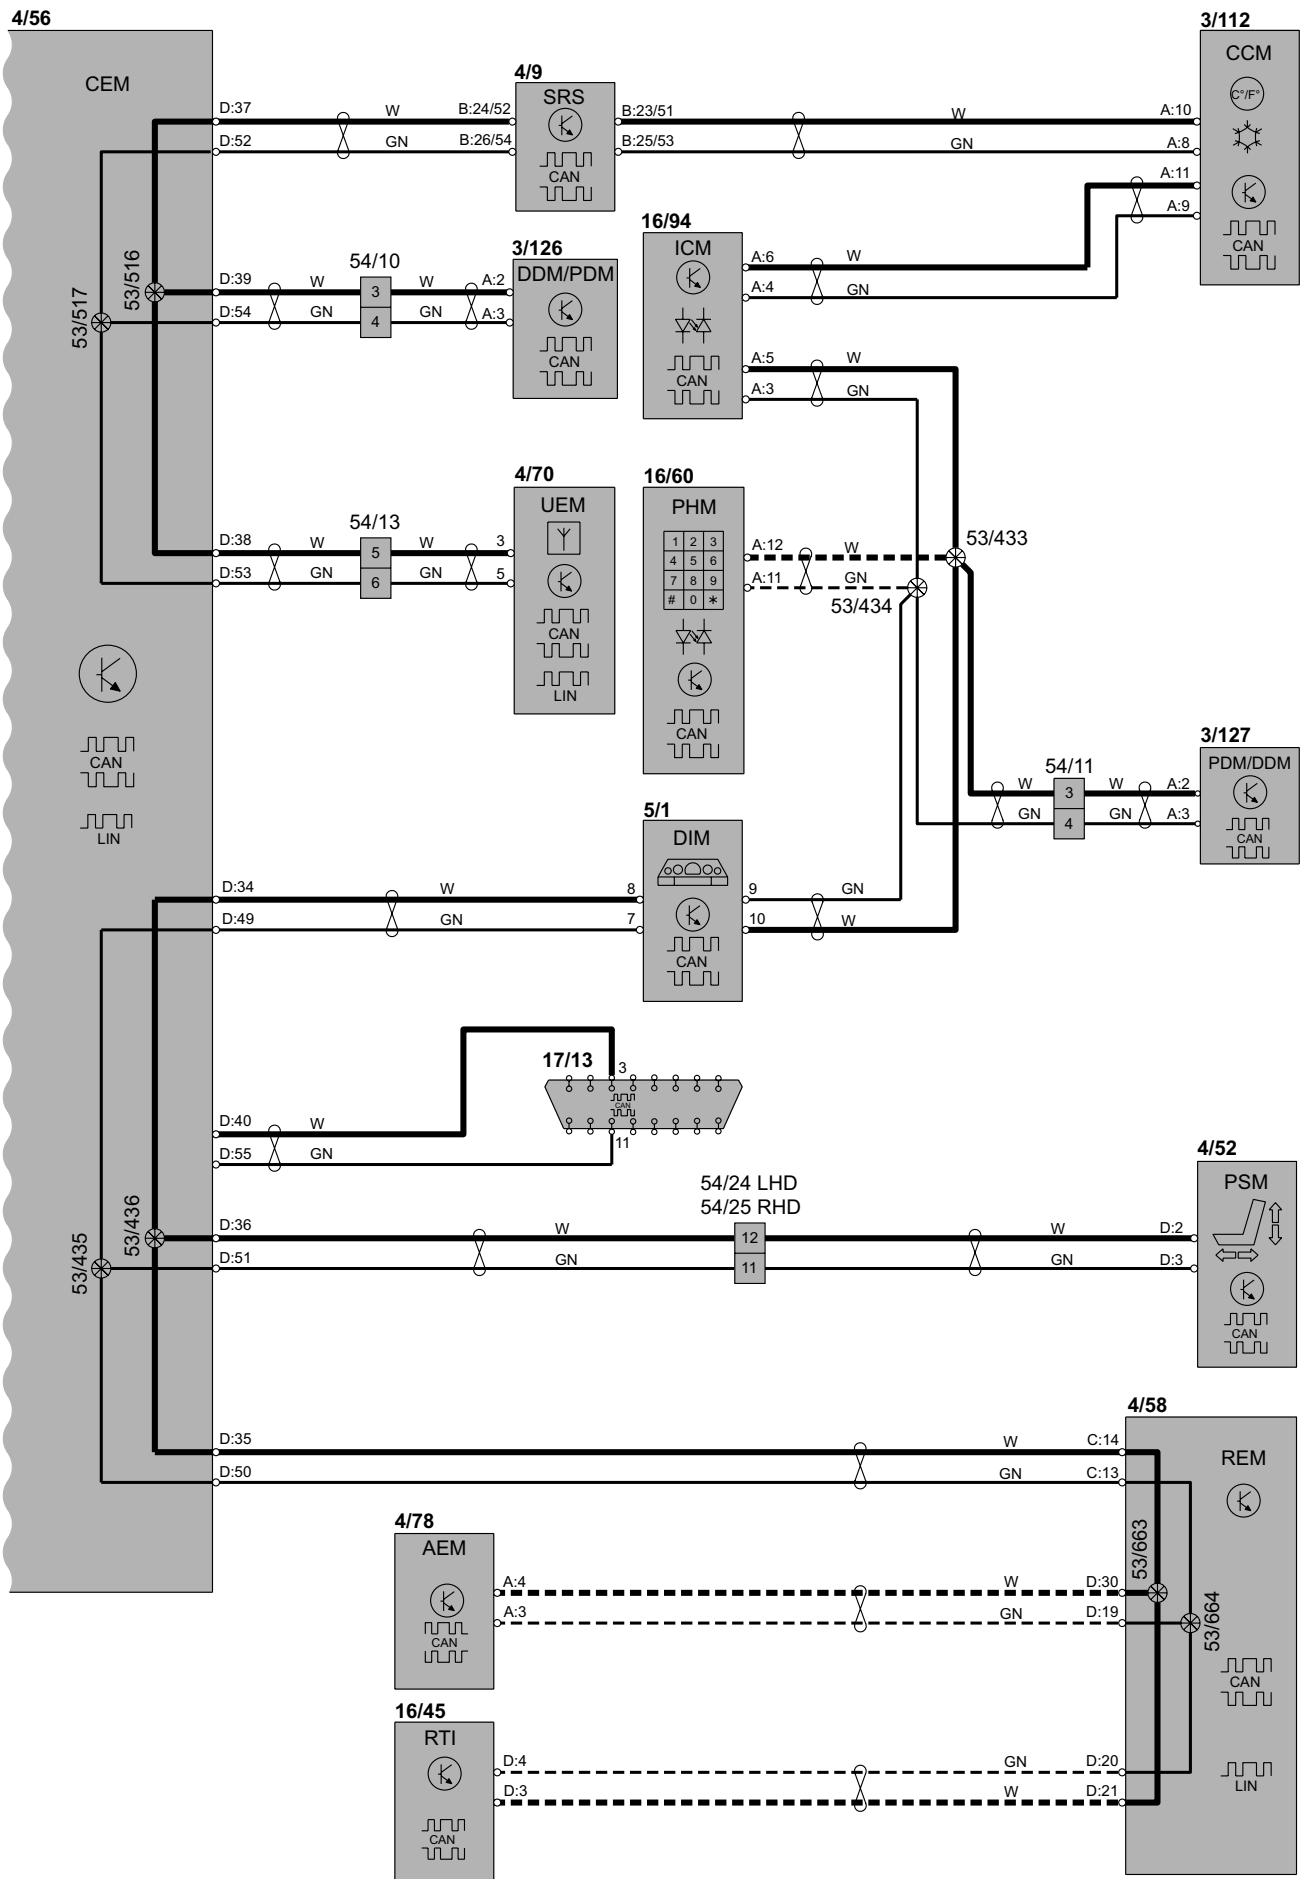 4/56
3/112
CEM
CCM
C°/F°
4/9
SRS
CAN
D:37
W
B:24/52
B:23/51
W
A:10
D:52
GN
B:26/54
B:25/53
GN
A:8
A:11
A:9
CAN
16/94
ICM
CAN
A:6
W
A:4
GN
A:5
W
A:3
GN
3/126
DDM/PDM
CAN
54/10
3
4
D:39
W
W
A:2
D:54
GN
GN
A:3
53/516
53/517
4/70
UEM
CAN
LIN
54/13
5
6
D:38
W
W
3
D:53
GN
GN
5
16/60
PHM
1 2 3
4 5 6
7 8 9
# 0 *
CAN
A:12
W
A:11
GN
53/433
53/434
CAN
LIN
3/127
PDM/DDM
CAN
54/11
3
4
W
W
A:2
GN
GN
A:3
5/1
DIM
CAN
D:34
W
8
9
GN
D:49
GN
7
10
W
17/13
3
CAN
11
D:40
W
D:55
GN
54/24 LHD
54/25 RHD
12
11
4/52
PSM
CAN
D:36
W
W
D:2
D:51
GN
GN
D:3
53/436
53/435
4/58
REM
CAN
LIN
D:35
W
C:14
D:50
GN
C:13
53/663
53/664
4/78
AEM
CAN
A:4
W
D:30
A:3
GN
D:19
16/45
RTI
CAN
D:4
GN
D:20
D:3
W
D:21